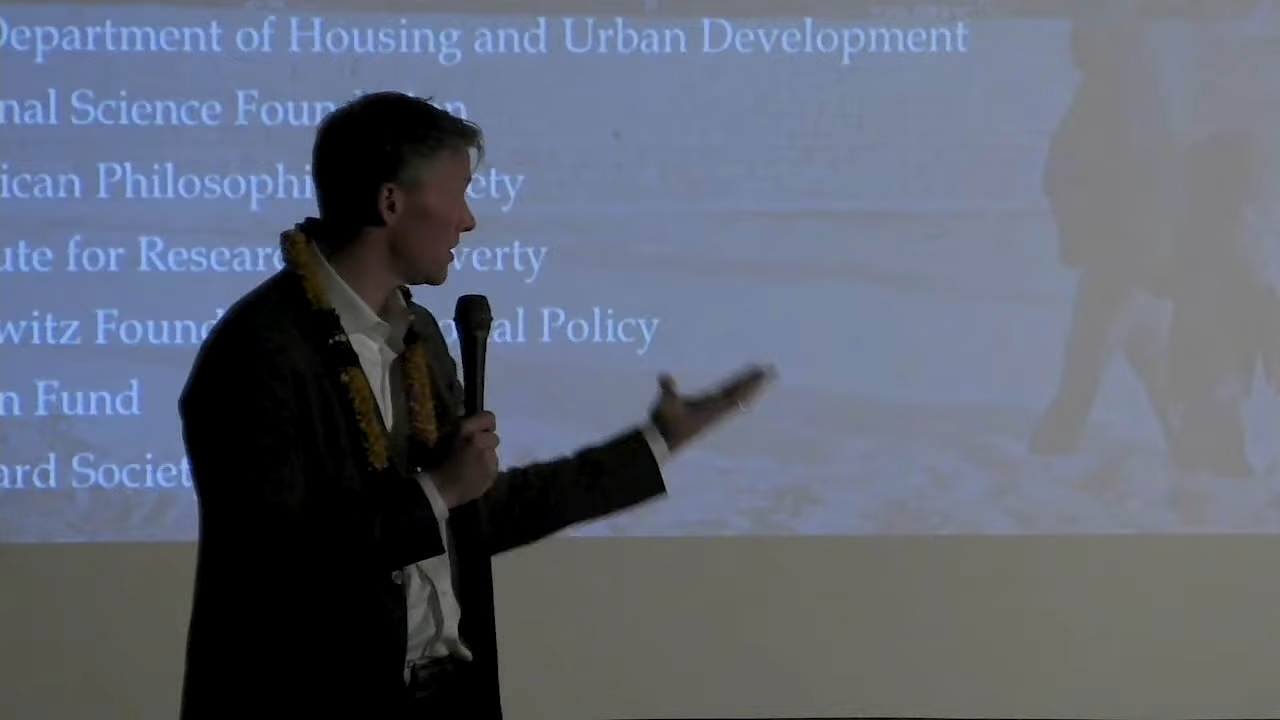 Department of Housing and Urban Development
nal Science Foun
ican Philosophi ety
ute for Resear verty
witz Found al Policy
n Fund
ard Societ